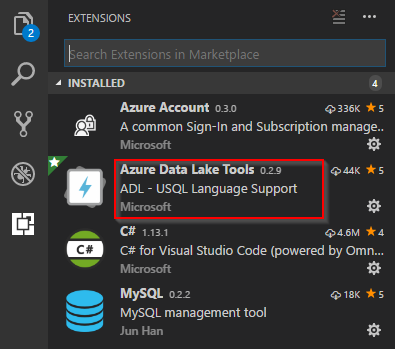 2
EXTENSIONS
Search Extensions in Marketplace
INSTALLED 4
Azure Account 0.3.0 336K 5
A common Sign-In and Subscription manage..
Microsoft
Azure Data Lake Tools 0.2.9 44K 5
ADL - USQL Language Support
Microsoft
C# C# 1.13.1 4.6M 4
C# for Visual Studio Code (powered by Omn..
Microsoft
MySQL 0.2.2 18K 5
MySQL management tool
Jun Han